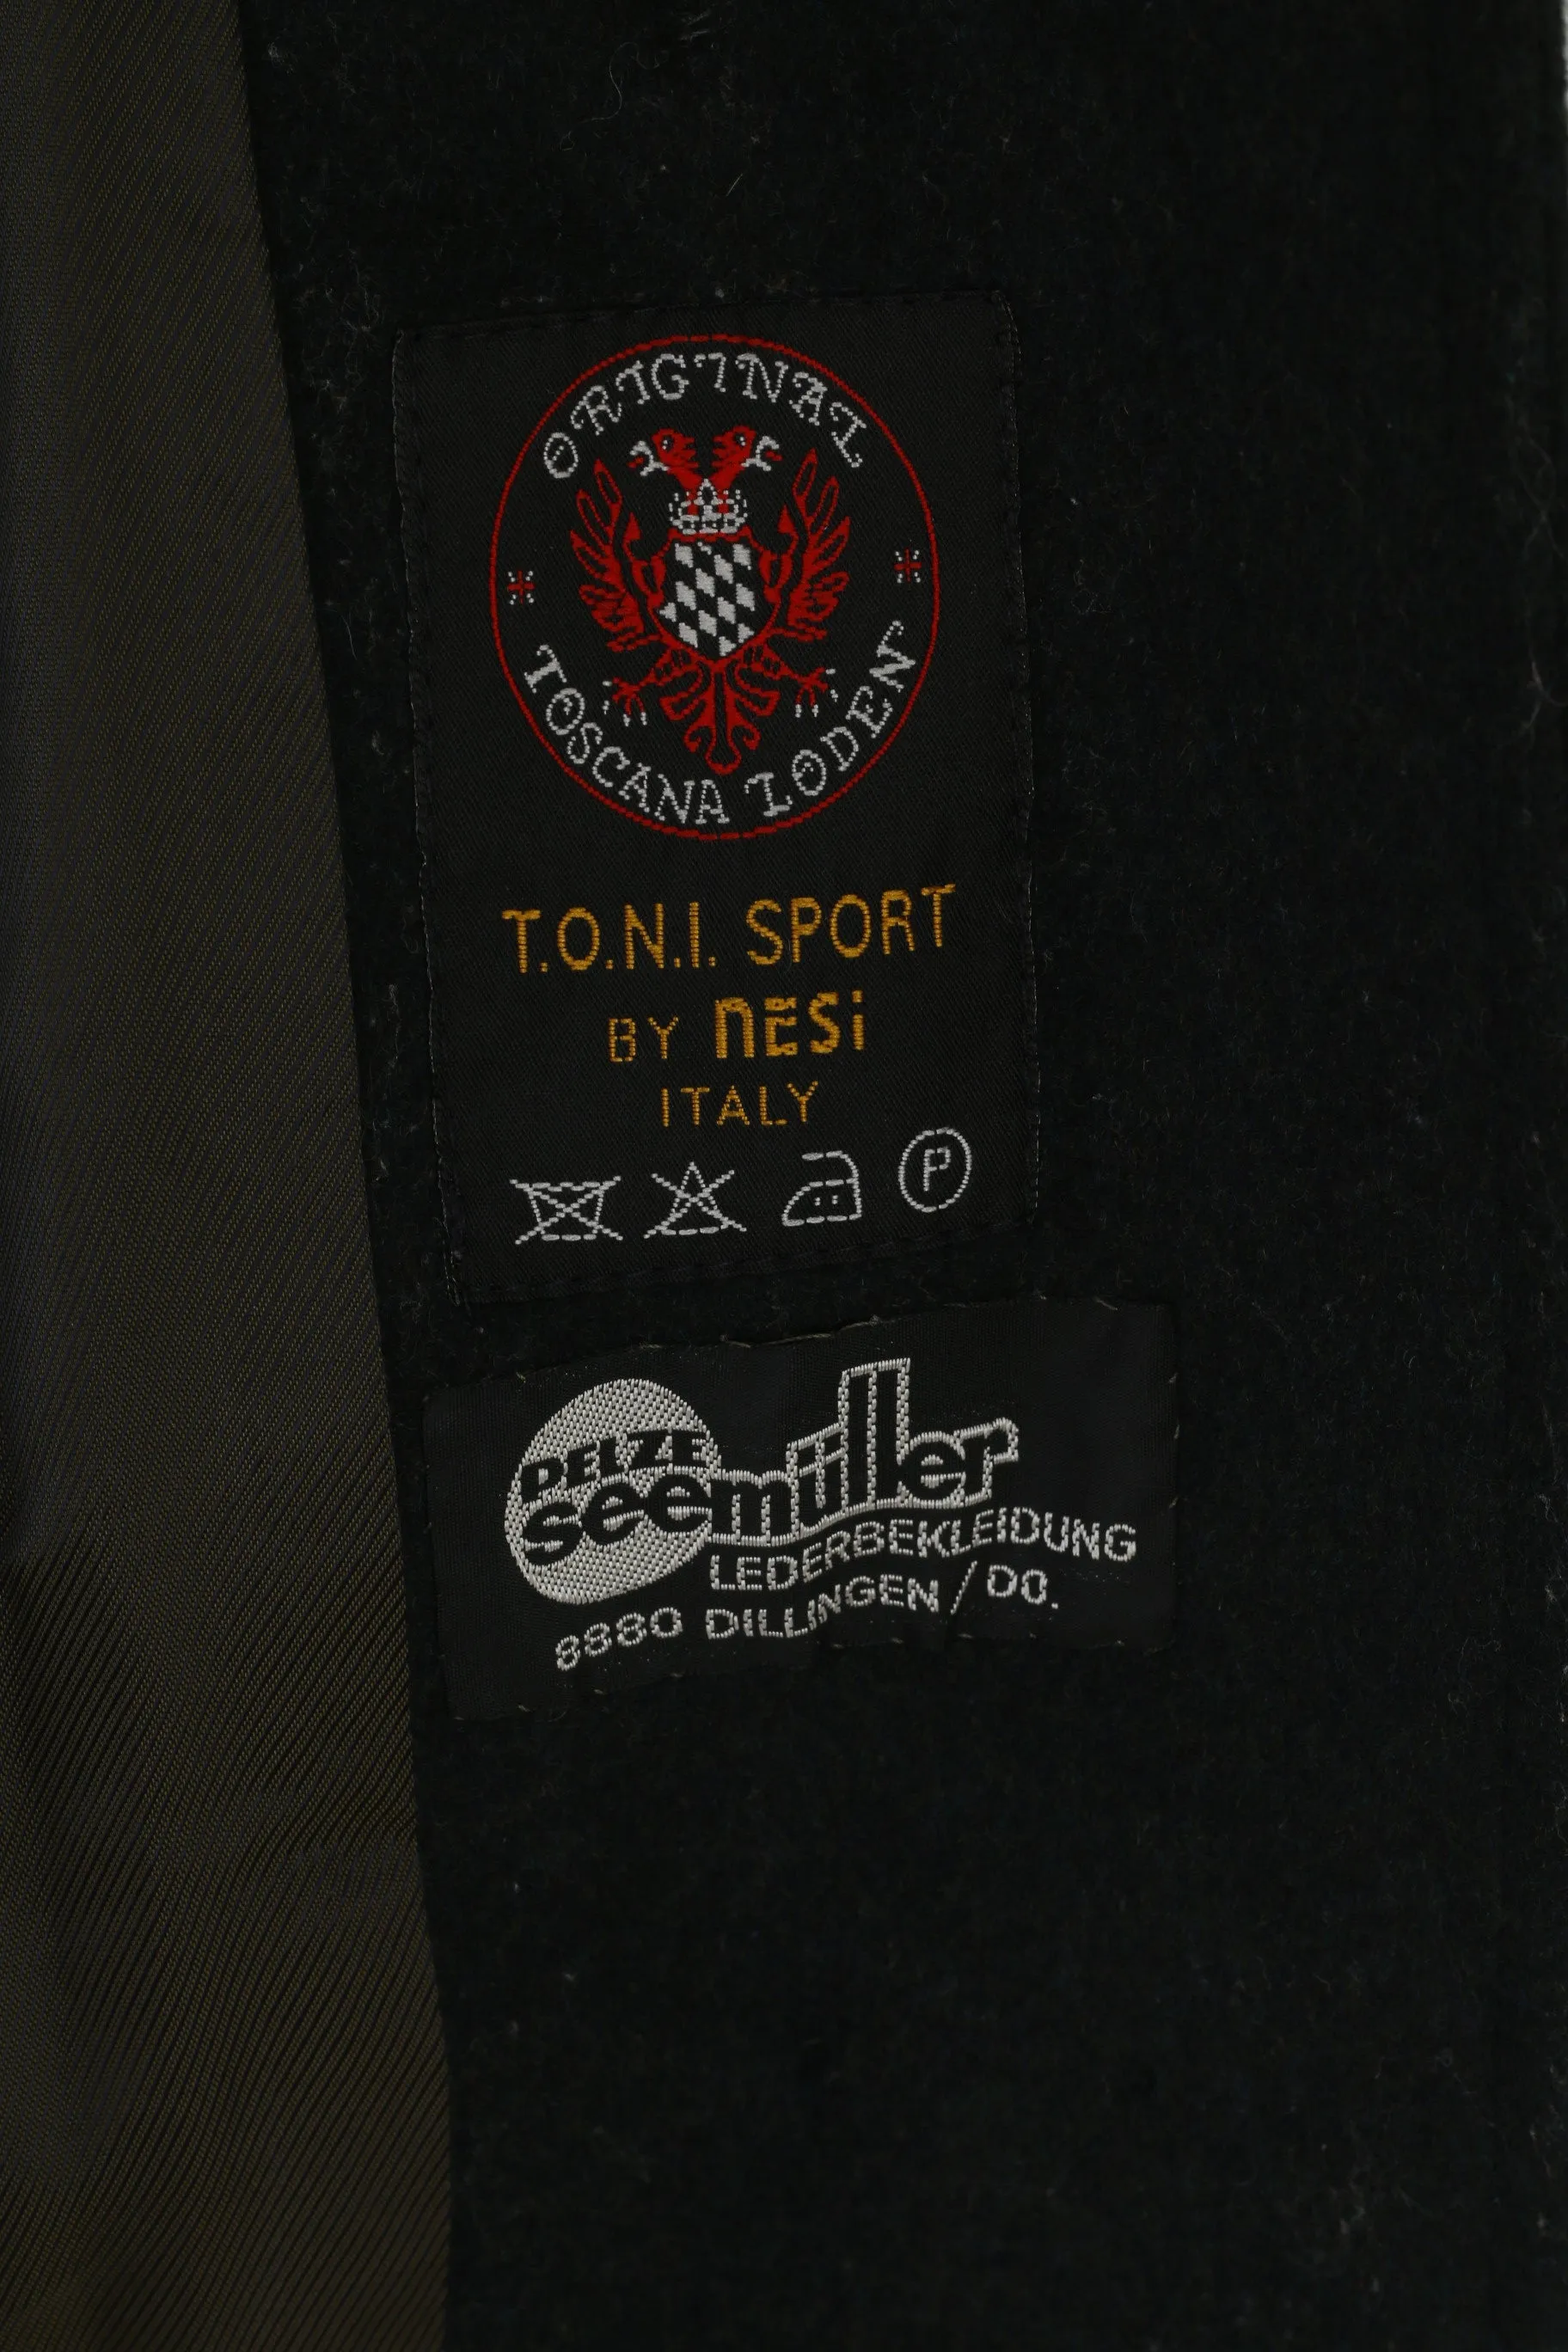 ORIGINAL
TOSCANA LODEN
T.O.N.I. SPORT
BY nesi
ITALY
P
PELZE
seemüller
LEDERBEKLEIDUNG
8880 DILLINGEN / DO.